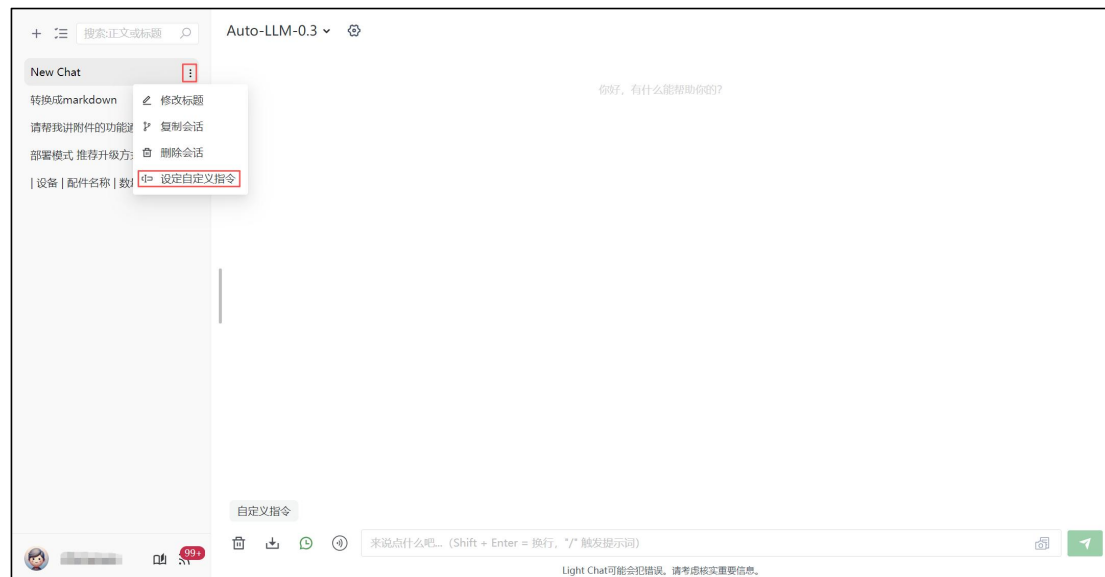 搜索:正文或标题
New Chat
转换成markdown
请帮我讲附件的功能
部署模式 推荐升级方
| 设备 | 配件名称 | 数
修改标题
复制会话
删除会话
设定自定义指令
99+
Auto-LLM-0.3
你好，有什么能帮助你的?
自定义指令
来说点什么吧... (Shift + Enter = 换行，"/" 触发提示词)
Light Chat可能会犯错误。请考虑核实重要信息。